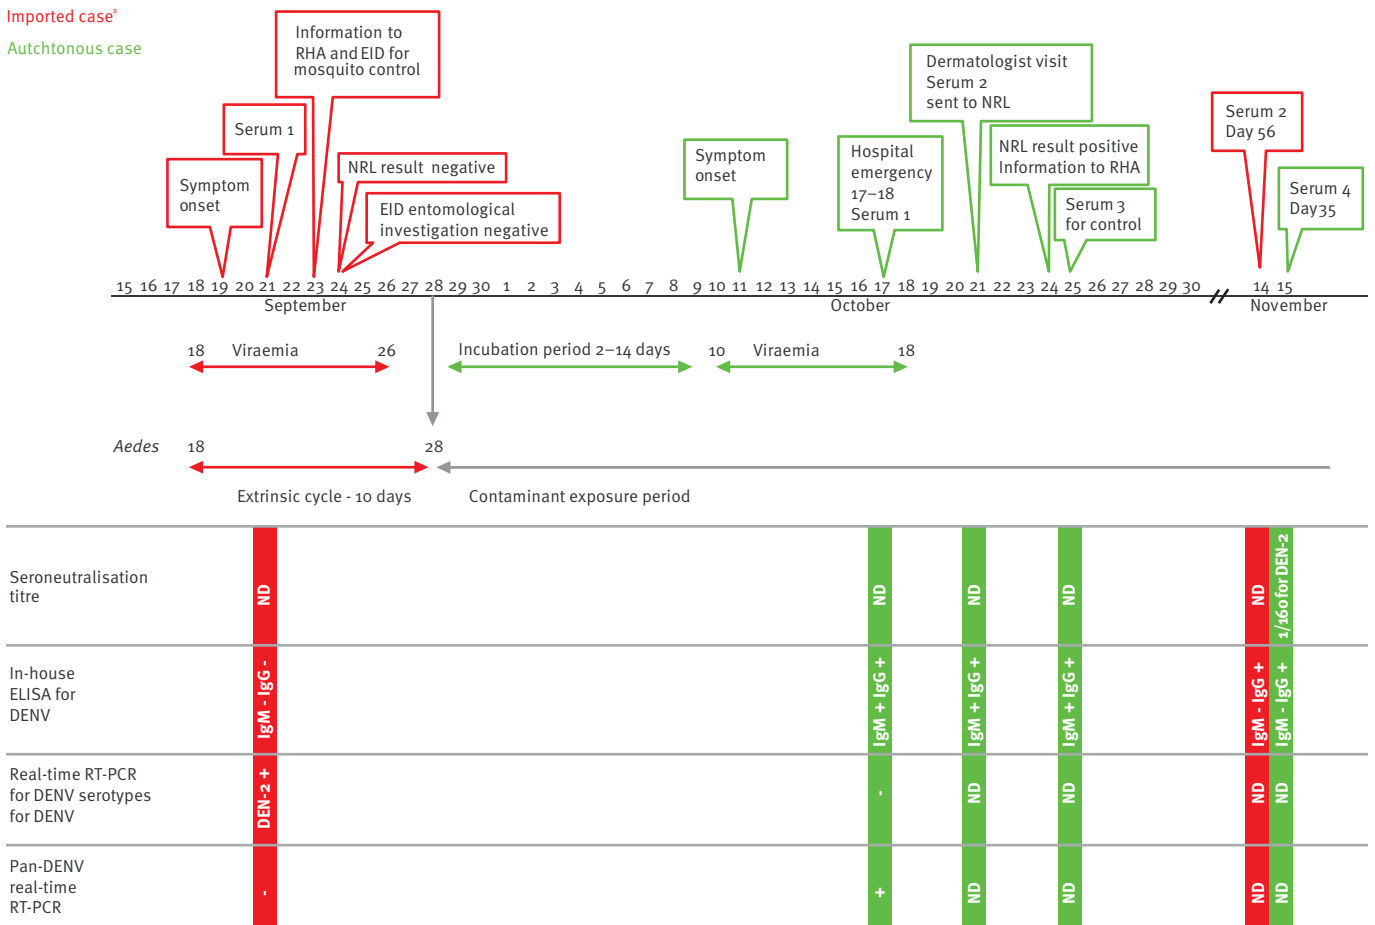 Imported caseª
Autchtonous case
Information to
RHA and EID for
mosquito control
Serum 1
Symptom
onset
NRL result negative
EID entomological
investigation negative
Symptom
onset
Hospital
emergency
17–18
Serum 1
Dermatologist visit
Serum 2
sent to NRL
NRL result positive
Information to RHA
Serum 3
for control
Serum 2
Day 56
Serum 4
Day35
15 16 17 18 19 20 21 22 23 24 25 26 27 28 29 30 1 2 3 4 5 6 7 8 9 10 11 12 13 14 15 16 17 18 19 20 21 22 23 24 25 26 27 28 29 30 14 15
September October November
18 Viraemia 26 Incubation period 2–14 days 10 Viraemia 18
Aedes 18 28
Extrinsic cycle - 10 days Contaminant exposure period
Seroneutralisation
titre
ND ND ND ND ND 1/160 for DEN-2
In-house
ELISA for
DENV
IgM - IgG - IgM + IgG + IgM + IgG + IgM + IgG + IgM - IgG + IgM - IgG +
Real-time RT-PCR
for DENV serotypes
for DENV
DEN-2 + - ND ND ND ND
Pan-DENV
real-time
RT-PCR
- + ND ND ND ND